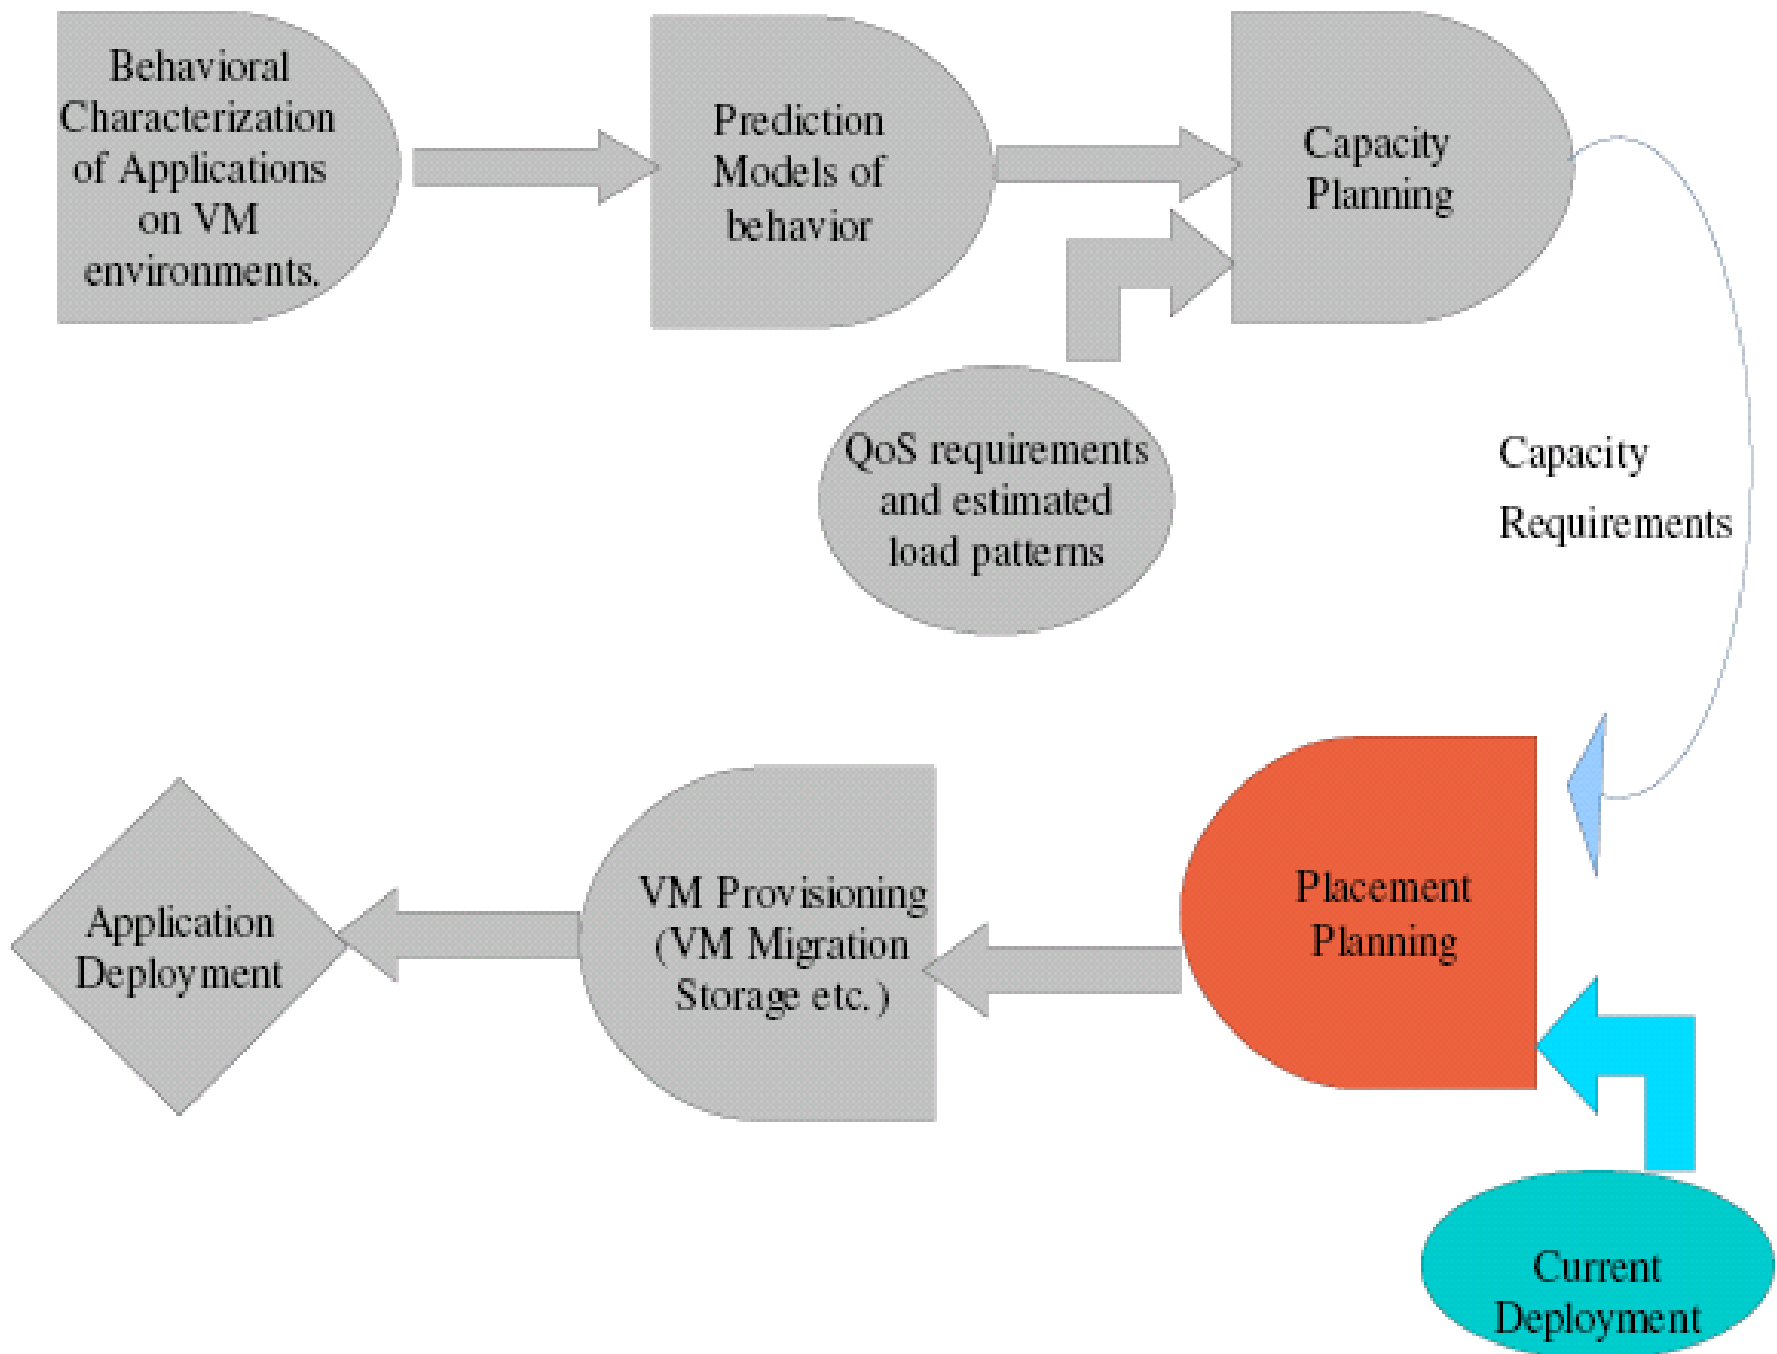 Behavioral
Characterization
of Applications
on VM
environments.
Prediction
Models of
behavior
Capacity
Planning
QoS requirements
and estimated
load patterns
Capacity
Requirements
Placement
Planning
VM Provisioning
(VM Migration
Storage etc.)
Application
Deployment
Current
Deployment